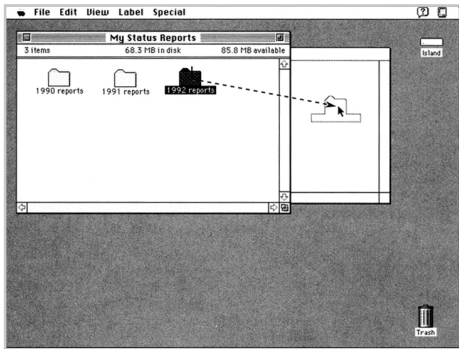 File Edit View Label Special
My Status Reports
3 items 68.3 MB in disk 85.8 MB available
1990 reports 1991 reports 1992 reports
Island
Trash